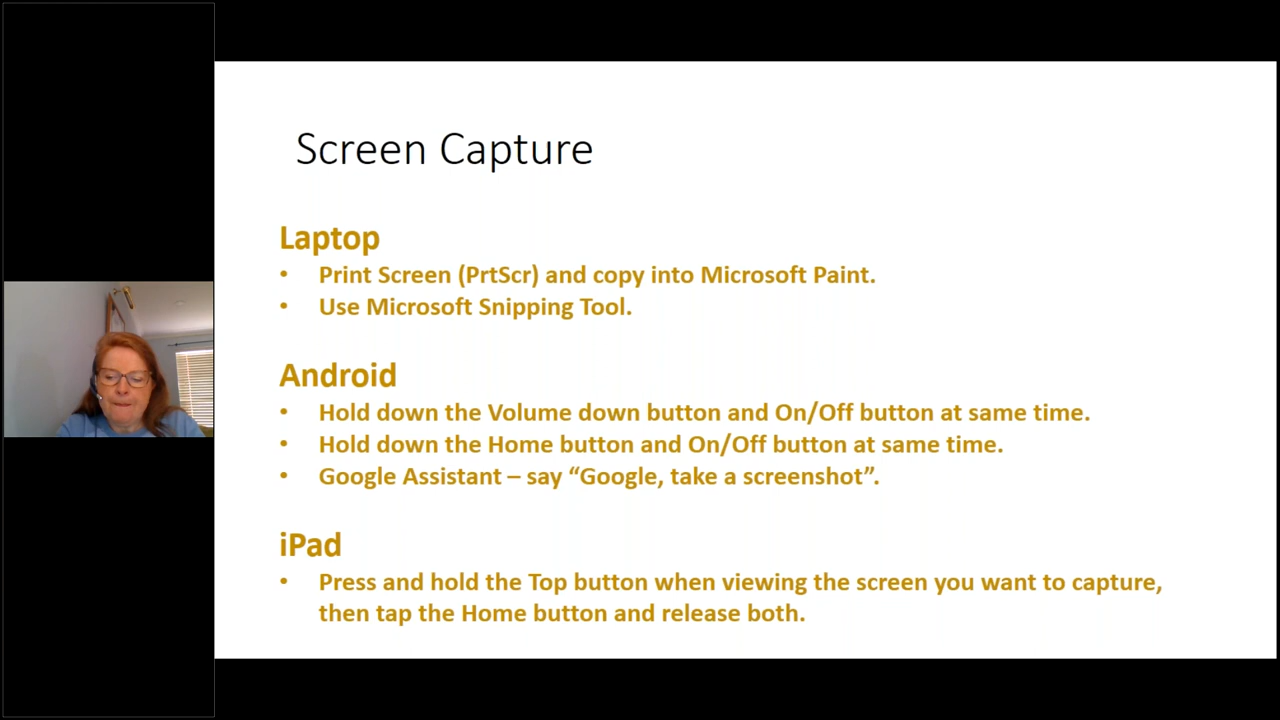 Screen Capture
Laptop
• Print Screen (PrtScr) and copy into Microsoft Paint.
• Use Microsoft Snipping Tool.
Android
• Hold down the Volume down button and On/Off button at same time.
• Hold down the Home button and On/Off button at same time.
• Google Assistant – say “Google, take a screenshot”.
iPad
• Press and hold the Top button when viewing the screen you want to capture,
then tap the Home button and release both.